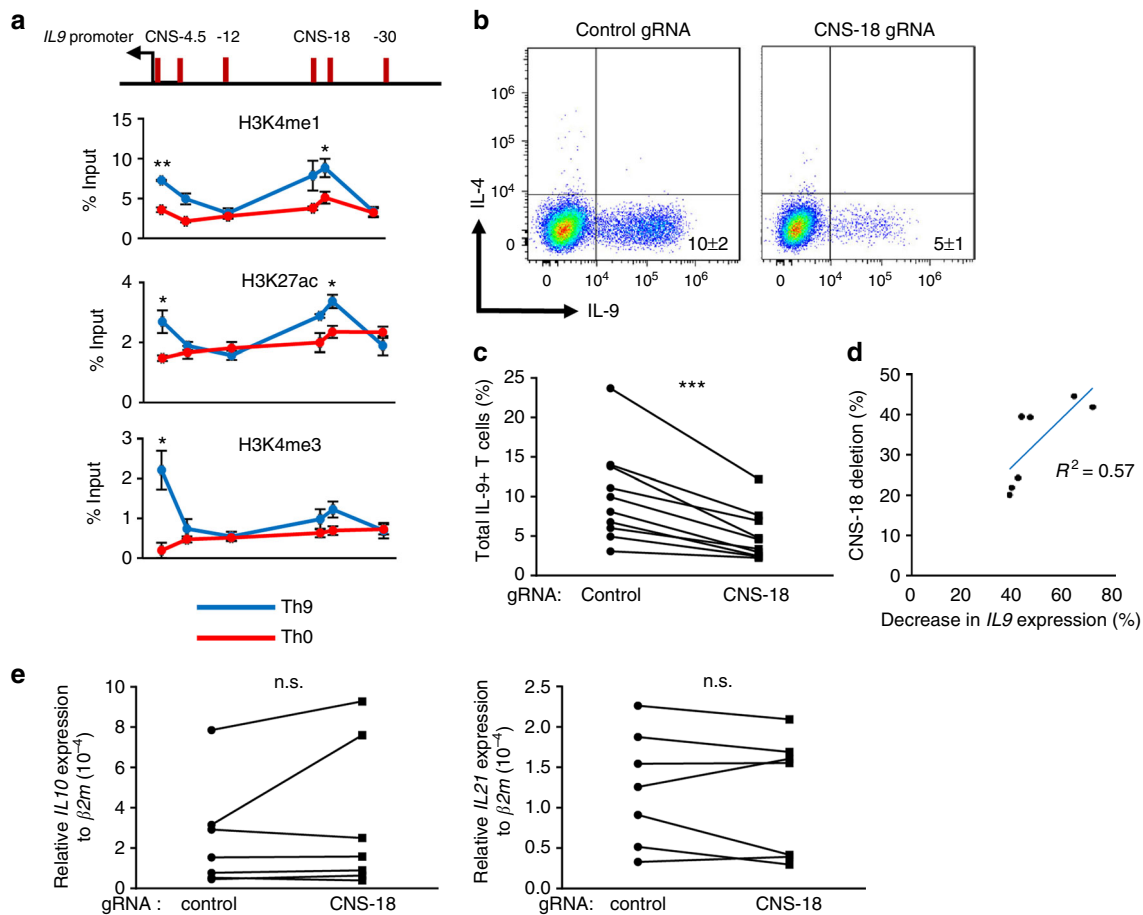 a
IL9 promoter CNS-4.5 -12 CNS-18 -30
H3K4me1
15
10
5
0
% Input
**
*
H3K27ac
4
2
0
% Input
*
*
H3K4me3
3
2
1
0
% Input
*
Th9
Th0
b
Control gRNA
CNS-18 gRNA
10⁶
10⁵
10⁴
0
IL-4
10±2
5±1
0 10⁴ 10⁵ 10⁶
0 10⁴ 10⁵ 10⁶
IL-9
c
***
25
20
15
10
5
0
Total IL-9+ T cells (%)
gRNA: Control CNS-18
d
50
40
30
20
10
0
CNS-18 deletion (%)
R² = 0.57
0 20 40 60 80
Decrease in IL9 expression (%)
e
n.s.
10
8
6
4
2
0
Relative IL10 expression
to β2m (10⁻⁴)
gRNA : control CNS-18
n.s.
2.5
2.0
1.5
1.0
0.5
0.0
Relative IL21 expression
to β2m (10⁻⁴)
gRNA: control CNS-18